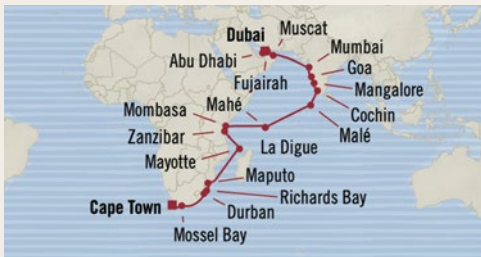 Dubai
Muscat
Abu Dhabi
Mumbai
Fujairah
Goa
Mangalore
Mombasa
Mahé
Cochin
Zanzibar
Malé
Mayotte
La Digue
Maputo
Richards Bay
Cape Town
Durban
Mossel Bay